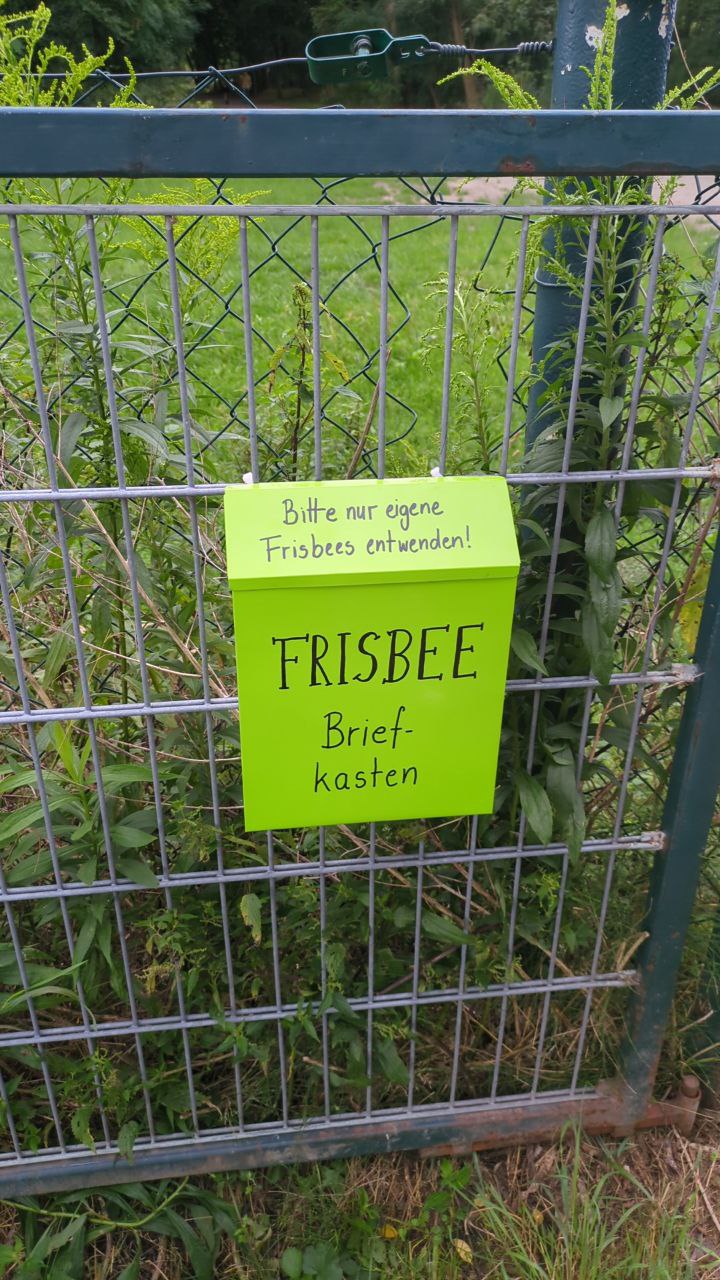 Bitte nur eigene
Frisbees entwenden!
FRISBEE
Brief-
kasten